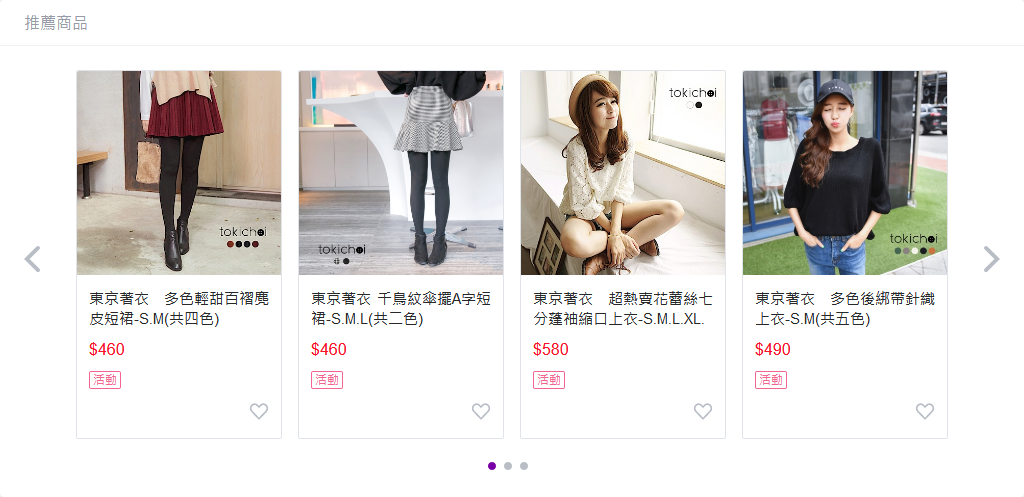 推薦商品
tokichoi
東京著衣　多色輕甜百褶麂
皮短裙-S.M(共四色)
$460
活動
tokichoi
東京著衣 千鳥紋傘擺A字短
裙-S.M.L(共二色)
$460
活動
tokichoi
東京著衣　超熱賣花蕾絲七
分蓬袖縮口上衣-S.M.L.XL.
$580
活動
tokichoi
東京著衣　多色後綁帶針織
上衣-S.M(共五色)
$490
活動